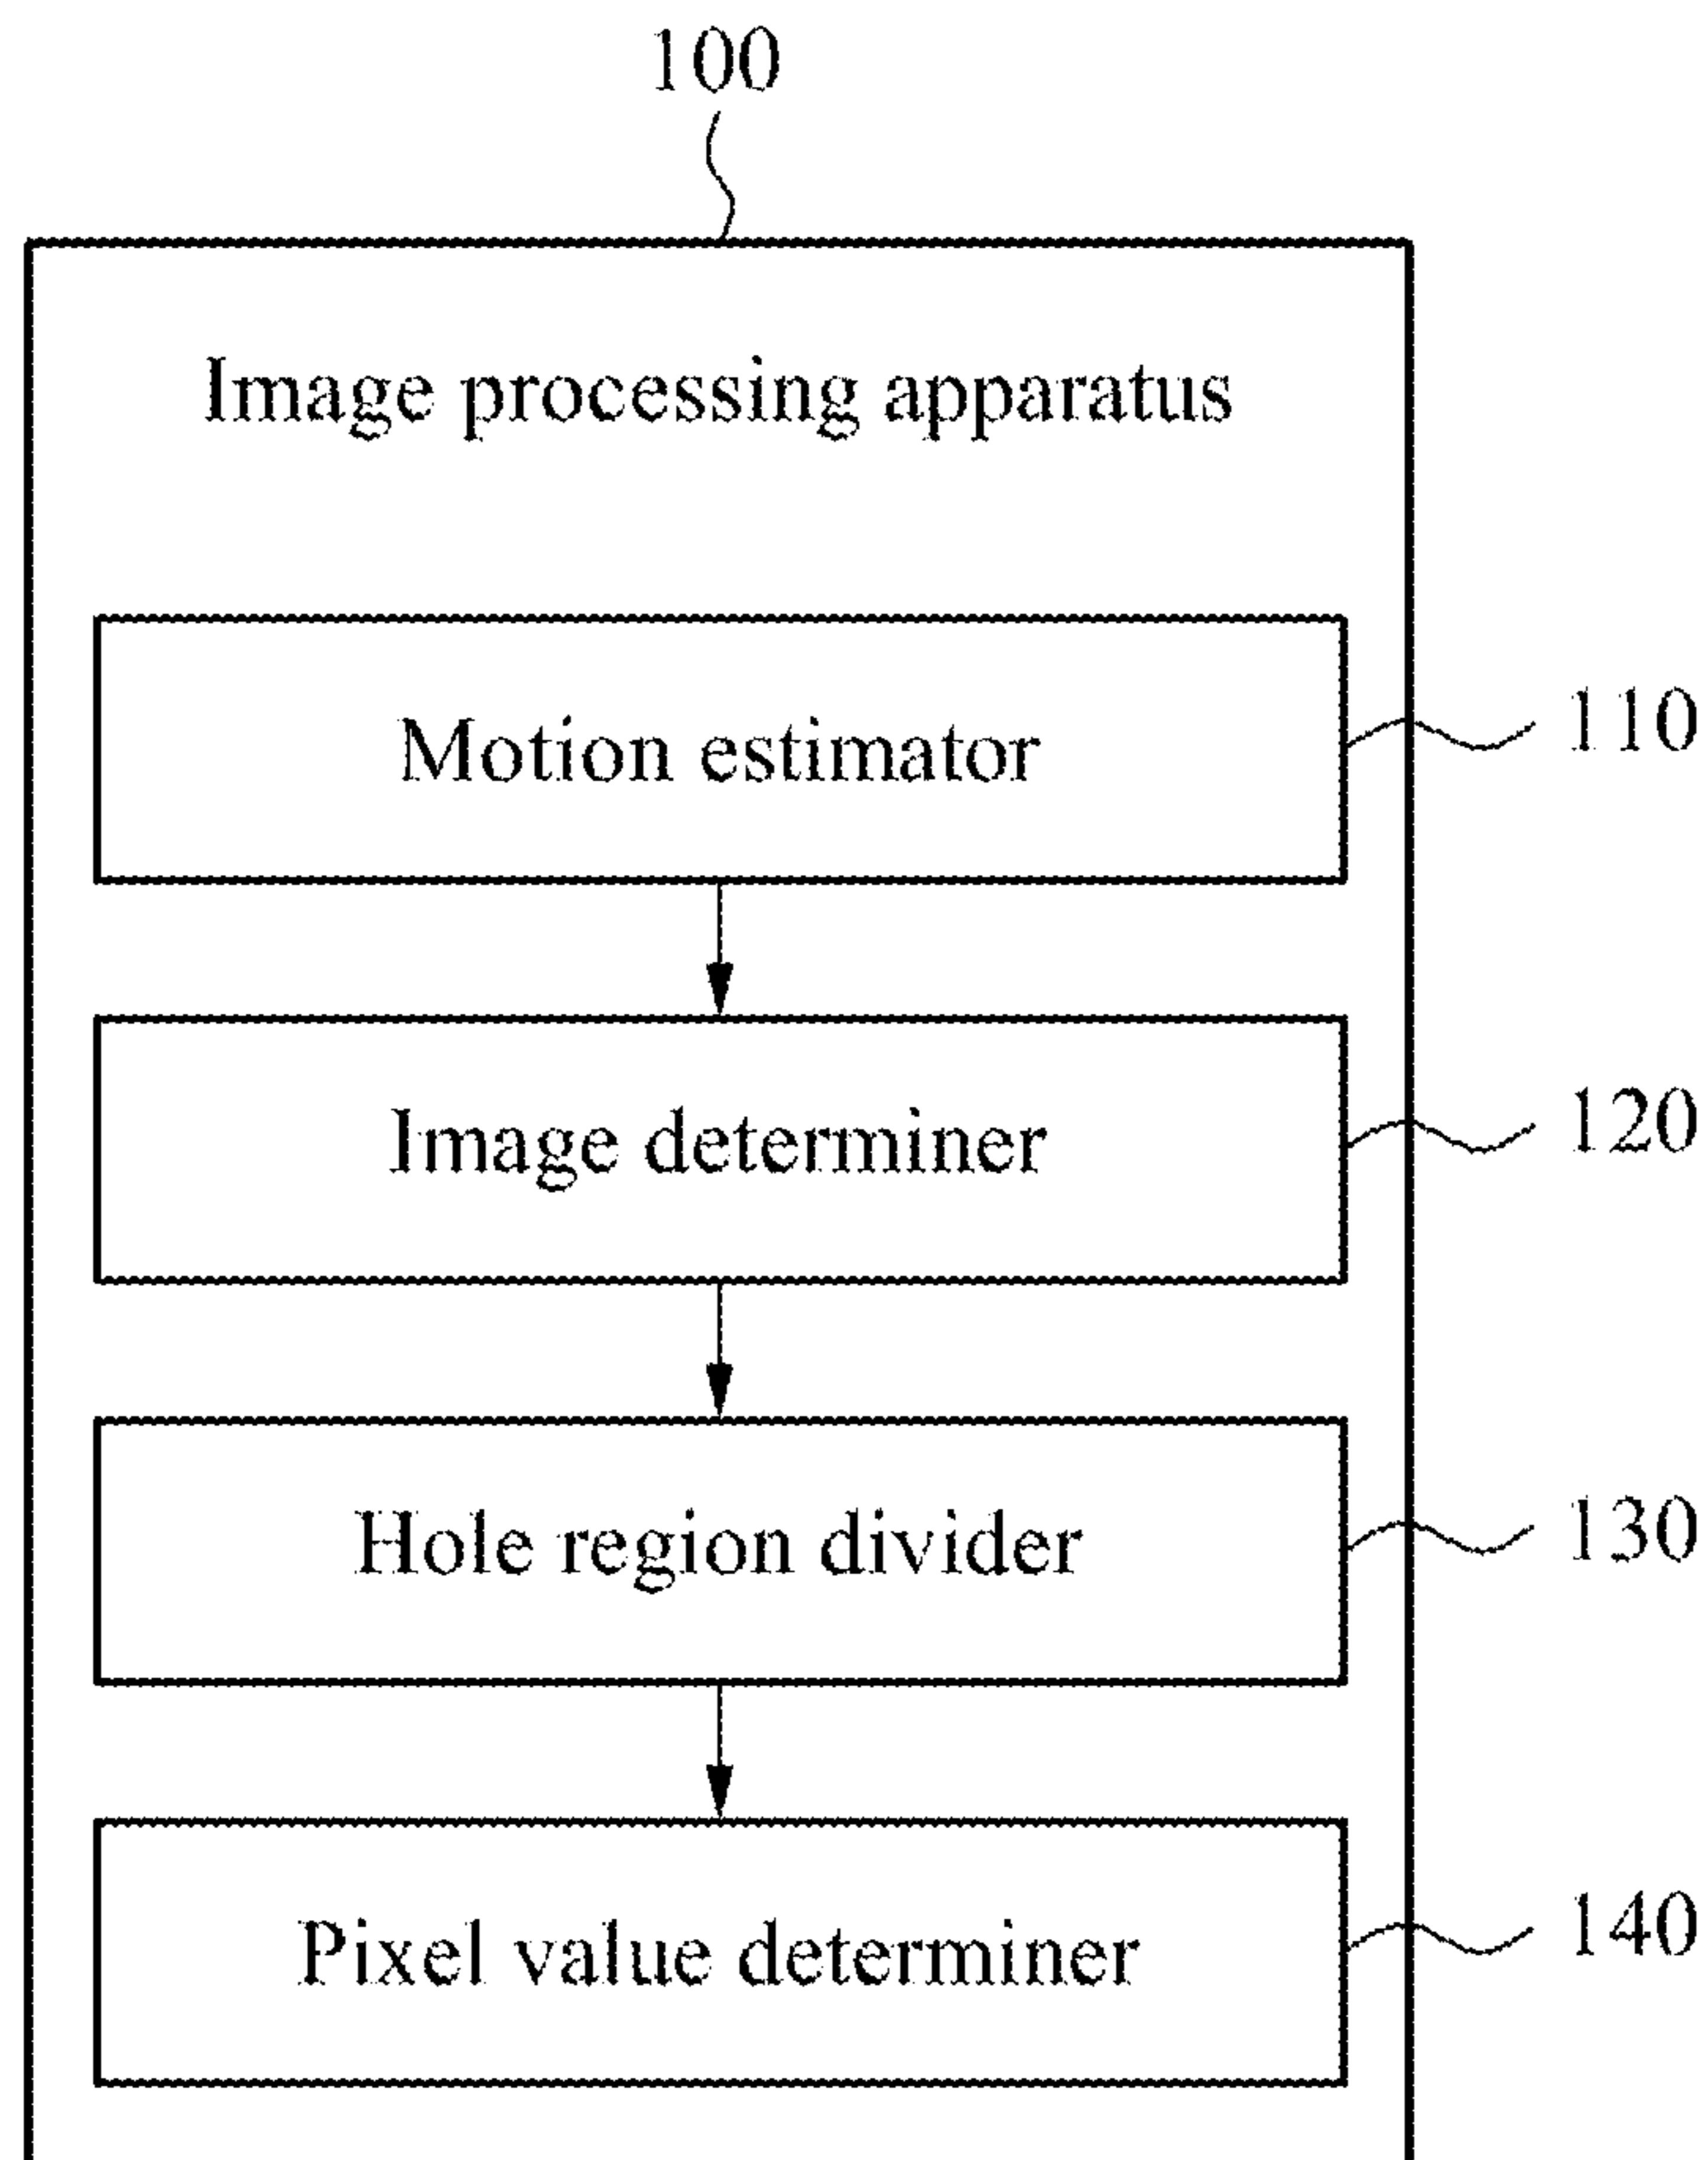 100
Image processing apparatus
Motion estimator
110
Image determiner
120
Hole region divider
130
Pixel value determiner
140